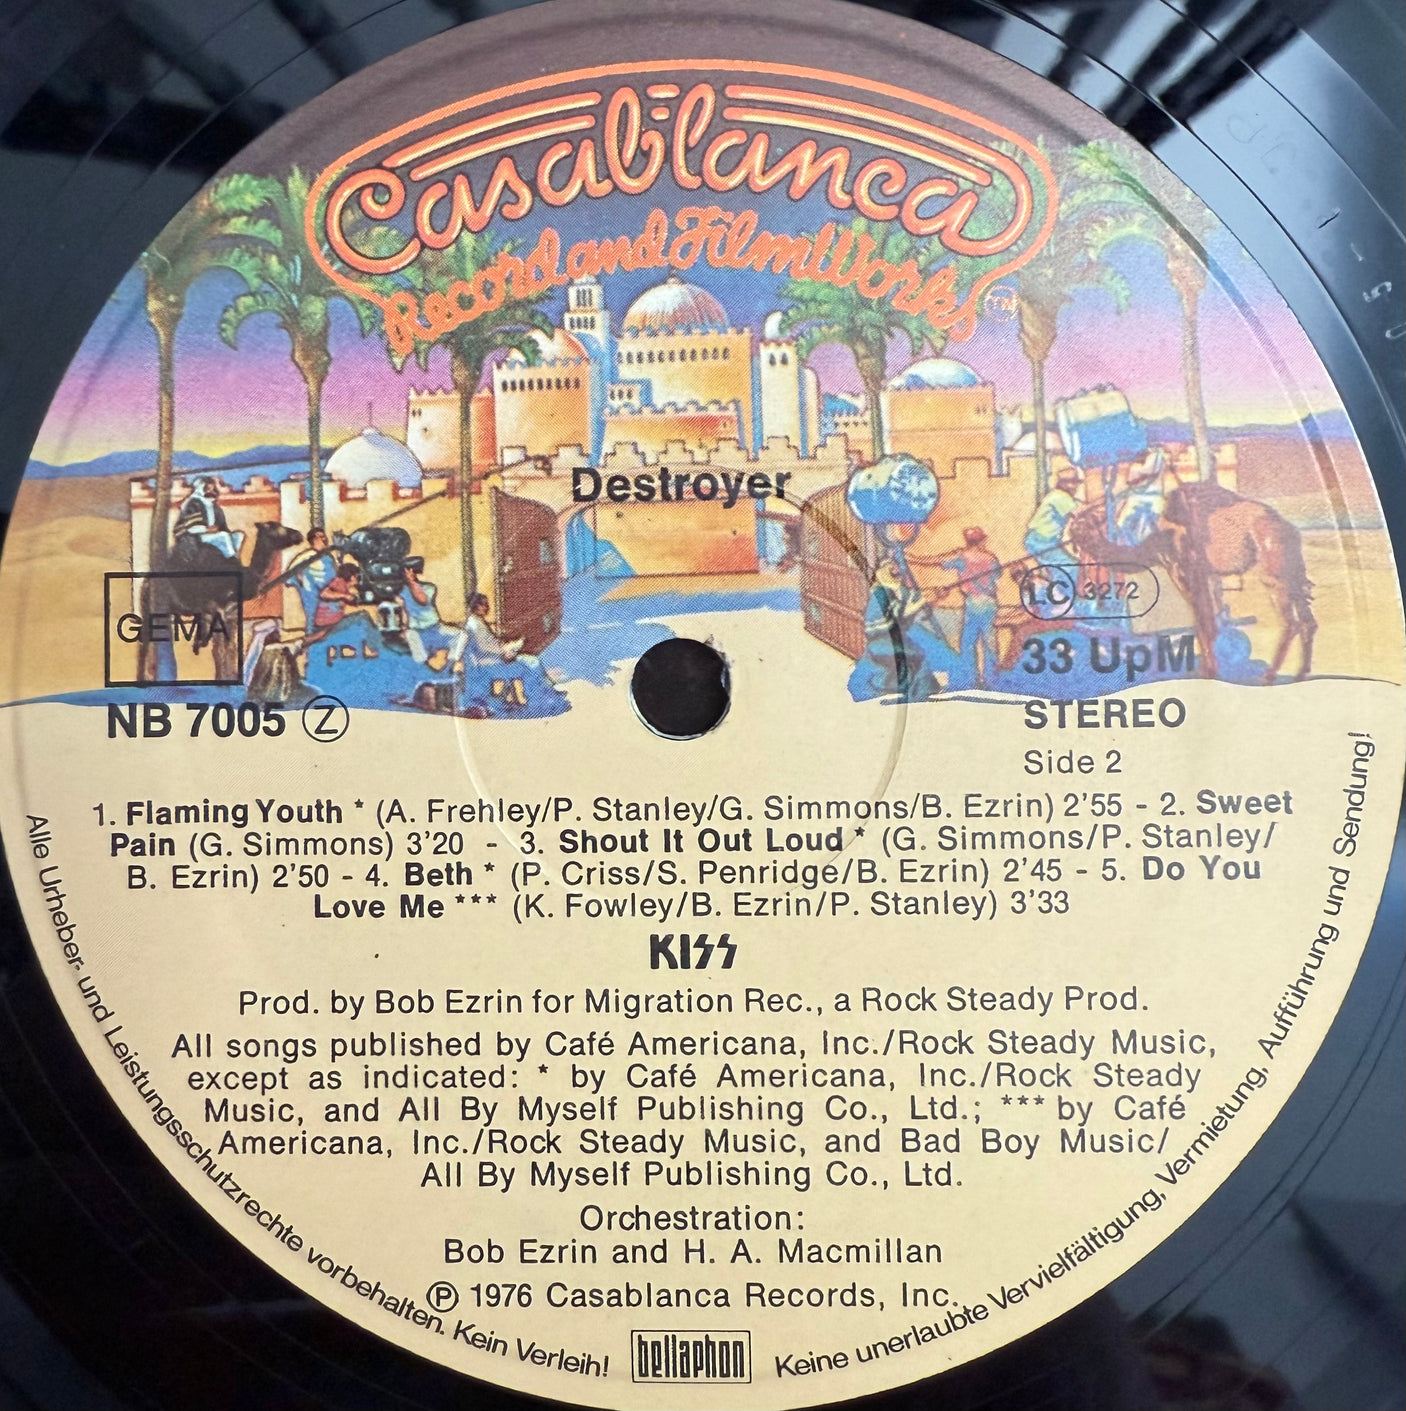 Casablanca
Record and FilmWorks
TM
Destroyer
GEMA
LC 3272
33 UpM
NB 7005 Z
STEREO
Side 2
1. Flaming Youth * (A. Frehley/P. Stanley/G. Simmons/B. Ezrin) 2'55 - 2. Sweet
Pain (G. Simmons) 3'20 - 3. Shout It Out Loud * (G. Simmons/P. Stanley/
B. Ezrin) 2'50 - 4. Beth * (P. Criss/S. Penridge/B. Ezrin) 2'45 - 5. Do You
Love Me *** (K. Fowley/B. Ezrin/P. Stanley) 3'33
KISS
Prod. by Bob Ezrin for Migration Rec., a Rock Steady Prod.
All songs published by Café Americana, Inc./Rock Steady Music,
except as indicated: * by Café Americana, Inc./Rock Steady
Music, and All By Myself Publishing Co., Ltd.; *** by Café
Americana, Inc./Rock Steady Music, and Bad Boy Music/
All By Myself Publishing Co., Ltd.
Orchestration:
Bob Ezrin and H. A. Macmillan
℗ 1976 Casablanca Records, Inc.
Alle Urheber- und Leistungsschutzrechte vorbehalten. Kein Verleih!
bellaphon
Keine unerlaubte Vervielfältigung, Vermietung, Aufführung und Sendung!